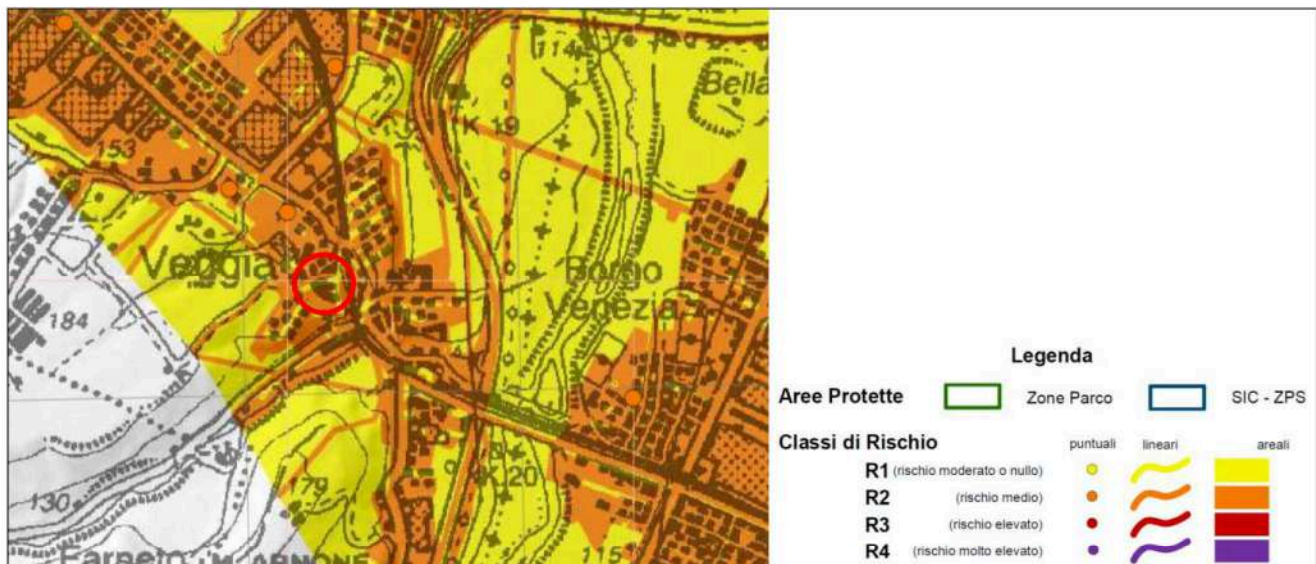 114
Bella
K 19
153
Veggia
Borgo
Venezia
184
K 20
179
130
115
Legenda
Aree Protette Zone Parco SIC - ZPS
Classi di Rischio puntuali lineari areali
R1 (rischio moderato o nullo)
R2 (rischio medio)
R3 (rischio elevato)
R4 (rischio molto elevato)